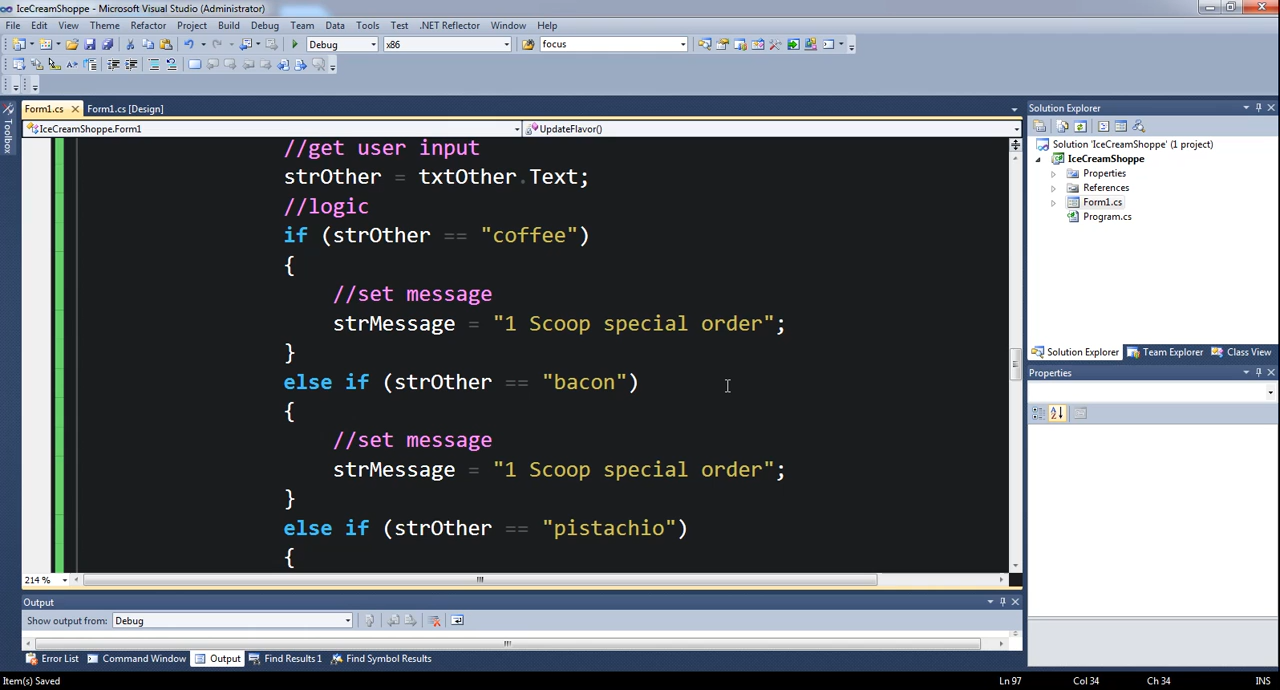 IceCreamShoppe - Microsoft Visual Studio (Administrator)
File Edit View Theme Refactor Project Build Debug Team Data Tools Test .NET Reflector Window Help
Debug x86 focus
Form1.cs Form1.cs [Design]
IceCreamShoppe.Form1 UpdateFlavor()
//get user input
strOther = txtOther.Text;
//logic
if (strOther == "coffee")
{
//set message
strMessage = "1 Scoop special order";
}
else if (strOther == "bacon")
{
//set message
strMessage = "1 Scoop special order";
}
else if (strOther == "pistachio")
{
214 %
Toolbox
Solution Explorer
Solution 'IceCreamShoppe' (1 project)
IceCreamShoppe
Properties
References
Form1.cs
Program.cs
Solution Explorer Team Explorer Class View
Properties
Output
Show output from: Debug
Error List Command Window Output Find Results 1 Find Symbol Results
Item(s) Saved Ln 97 Col 34 Ch 34 INS